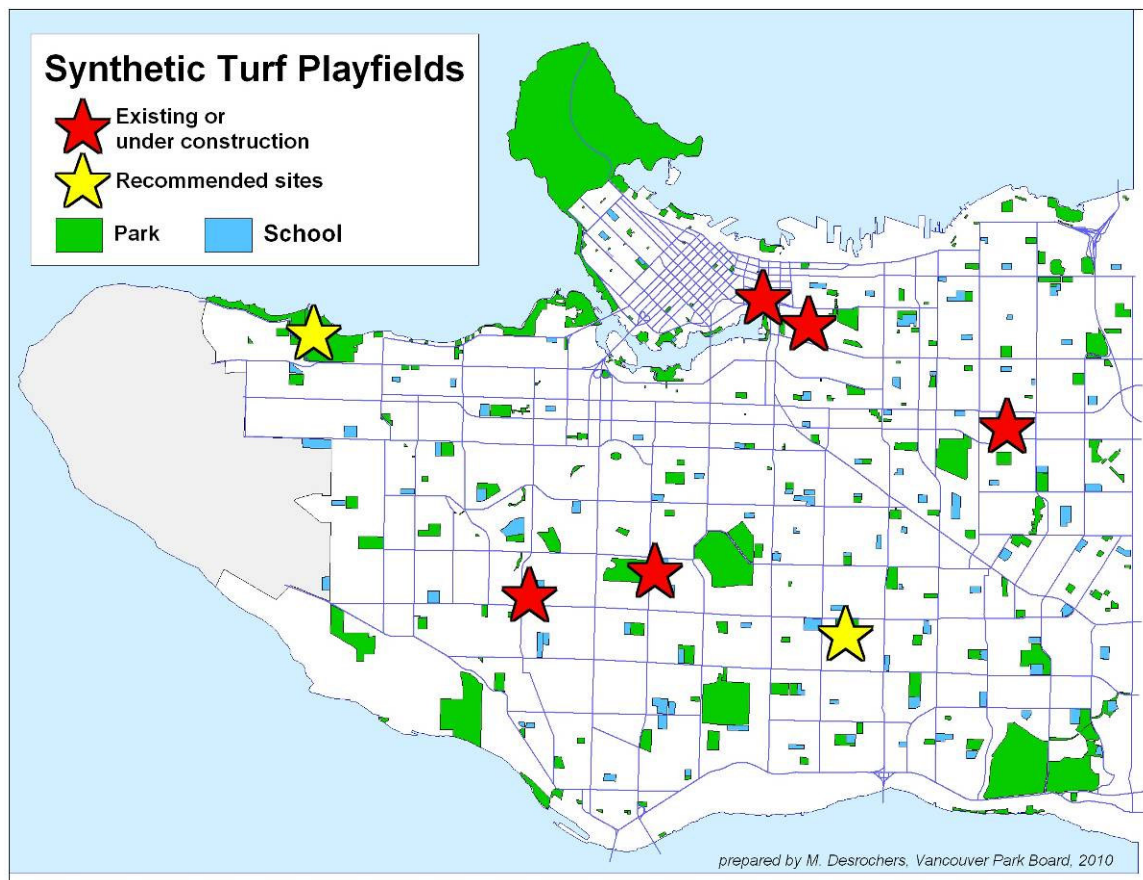 Synthetic Turf Playfields
Existing or
under construction
Recommended sites
Park
School
prepared by M. Desrochers, Vancouver Park Board, 2010